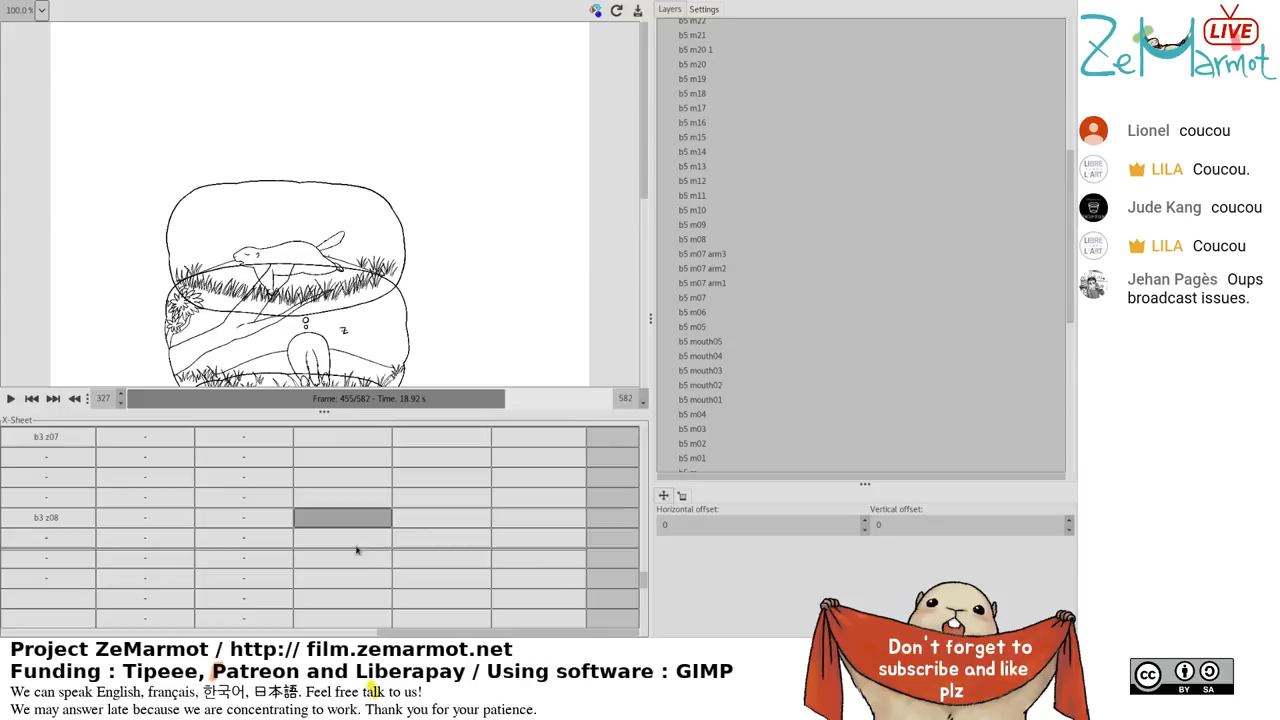 100.0 %
Layers Settings
b5 m22
b5 m21
b5 m20 1
b5 m20
b5 m19
b5 m18
b5 m17
b5 m16
b5 m15
b5 m14
b5 m13
b5 m12
b5 m11
b5 m10
b5 m09
b5 m08
b5 m07 arm3
b5 m07 arm2
b5 m07 arm1
b5 m07
b5 m06
b5 m05
b5 mouth05
b5 mouth04
b5 mouth03
b5 mouth02
b5 mouth01
b5 m04
b5 m03
b5 m02
b5 m01
z
327
Frame: 455/582 - Time. 18.92 s
582
X-Sheet
b3 z07 - -
- - -
- - -
- - -
b3 z08 - -
- - -
- - -
- - -
- -
- -
Horizontal offset: Vertical offset:
0 0
ZeMarmot
LIVE
Lionel coucou
LIBRE L'ART LILA Coucou.
Jude Kang coucou
LIBRE L'ART LILA Coucou
Jehan Pagès Oups
broadcast issues.
Don't forget to
subscribe and like
plz
Project ZeMarmot / http:// film.zemarmot.net
Funding : Tipeee, Patreon and Liberapay / Using software : GIMP
We can speak English, français, 한국어, 日本語. Feel free talk to us!
We may answer late because we are concentrating to work. Thank you for your patience.
cc
BY SA